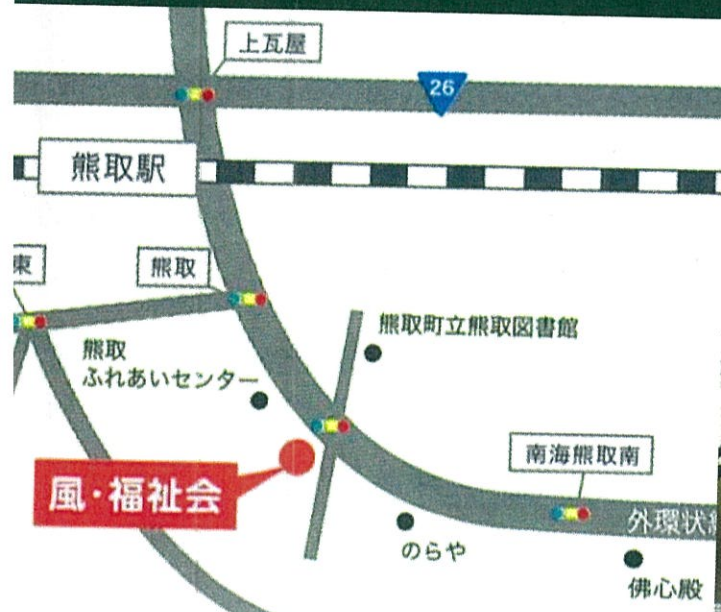 上瓦屋
26
熊取駅
東
熊取
熊取町立熊取図書館
熊取
ふれあいセンター
風・福祉会
南海熊取南
外環状
のらや
佛心殿